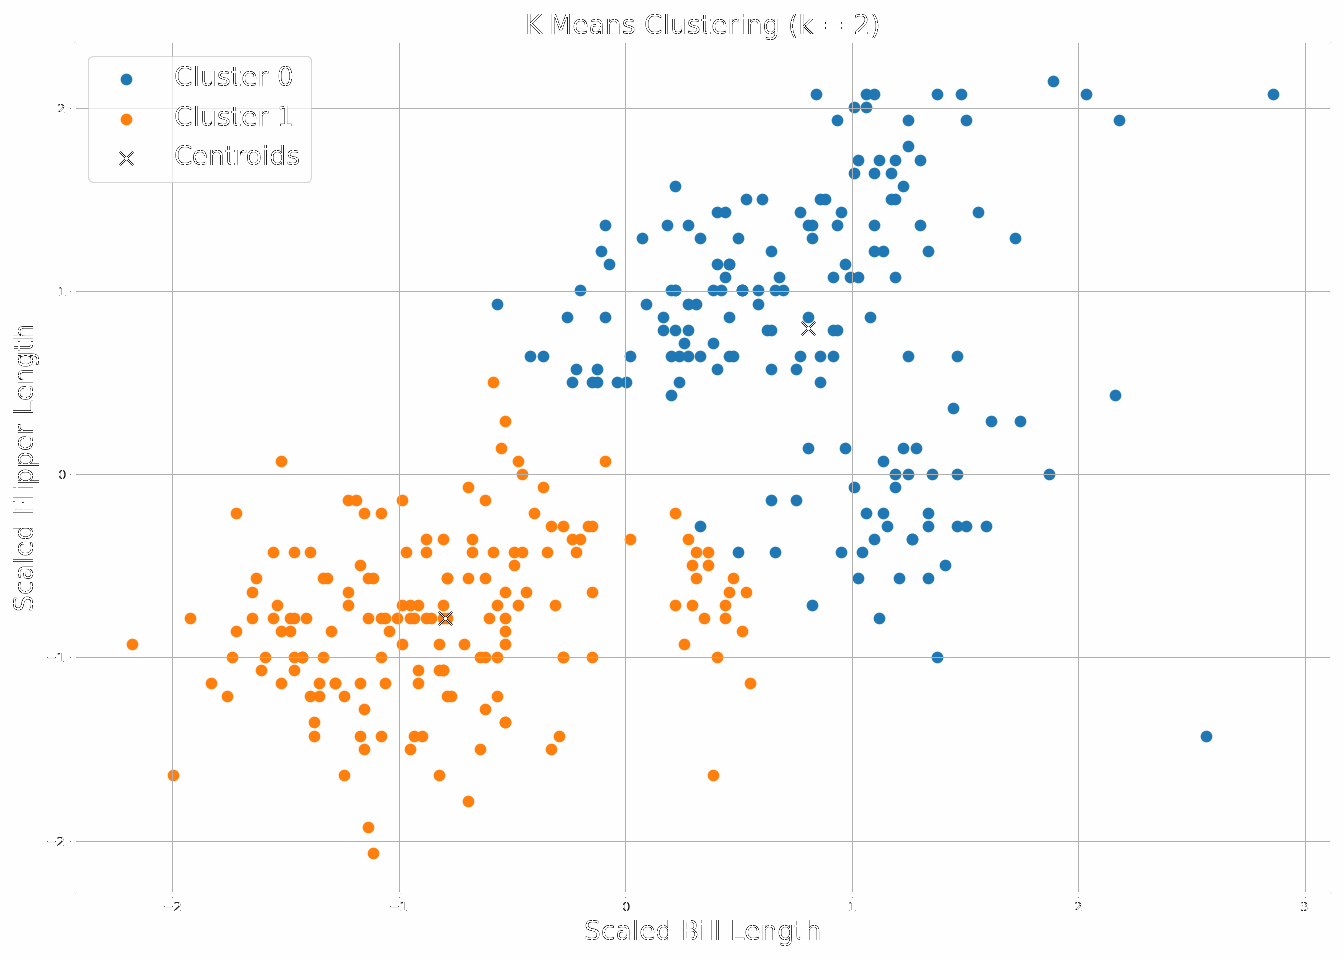 K Means Clustering (k == 2)
Cluster 0
Cluster 1
Centroids
2
1
0
−1
−2
Scaled Flipper Length
−2
−1
0
1
2
3
Scaled Bill Length